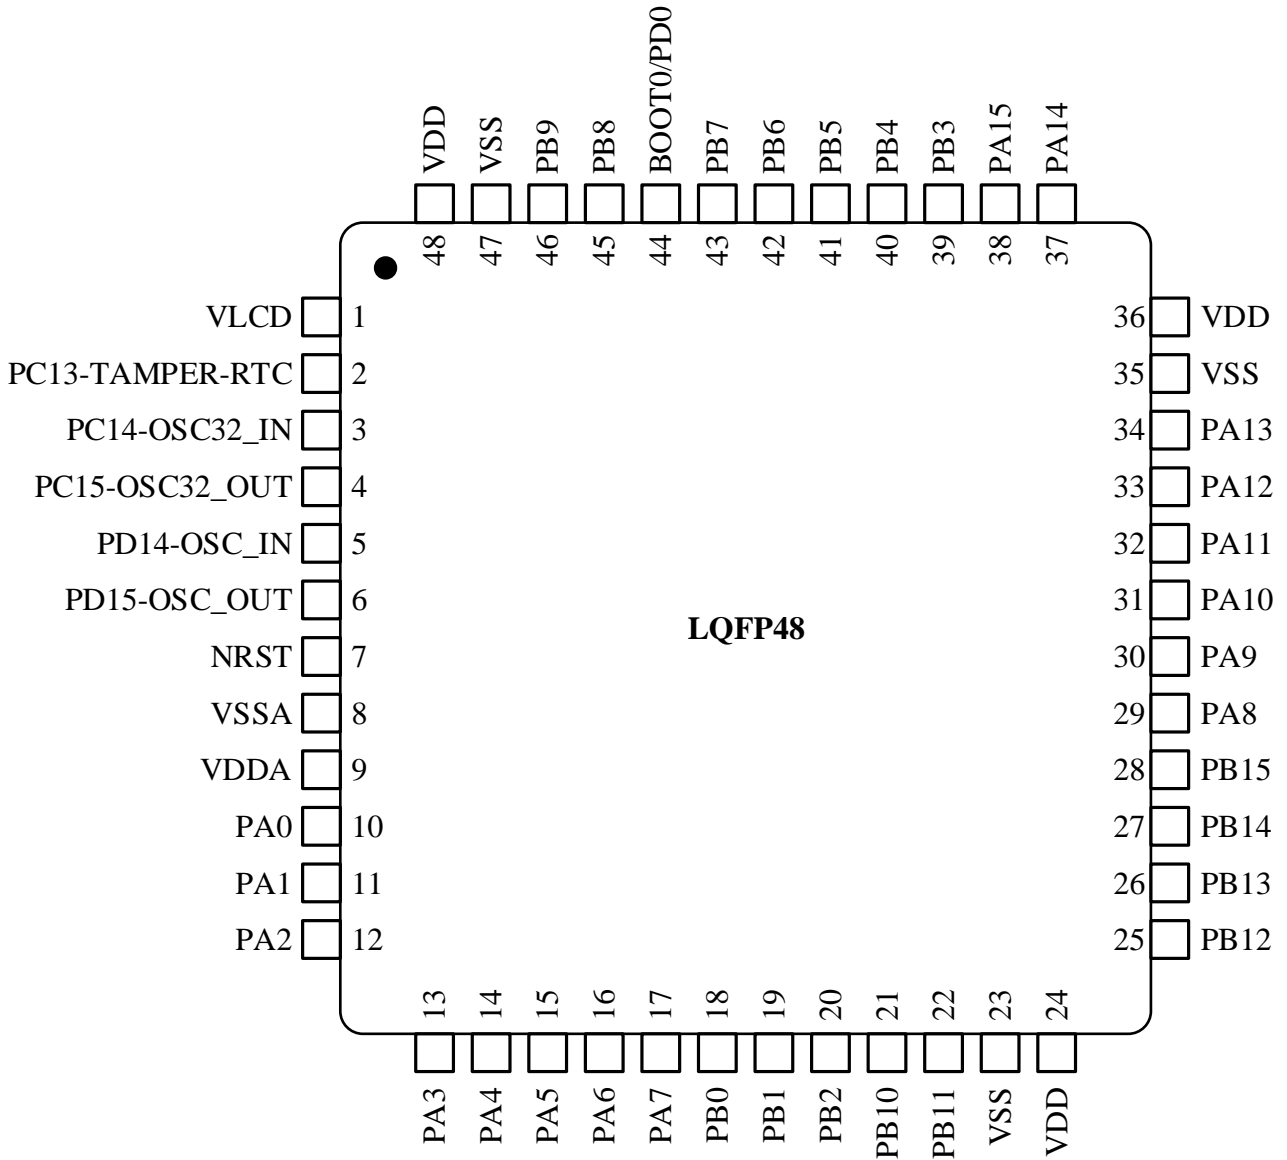 VDD VSS PB9 PB8 BOOT0/PD0 PB7 PB6 PB5 PB4 PB3 PA15 PA14
48 47 46 45 44 43 42 41 40 39 38 37
VLCD 1 36 VDD
PC13-TAMPER-RTC 2 35 VSS
PC14-OSC32_IN 3 34 PA13
PC15-OSC32_OUT 4 33 PA12
PD14-OSC_IN 5 32 PA11
PD15-OSC_OUT 6 31 PA10
LQFP48
NRST 7 30 PA9
VSSA 8 29 PA8
VDDA 9 28 PB15
PA0 10 27 PB14
PA1 11 26 PB13
PA2 12 25 PB12
13 14 15 16 17 18 19 20 21 22 23 24
PA3 PA4 PA5 PA6 PA7 PB0 PB1 PB2 PB10 PB11 VSS VDD